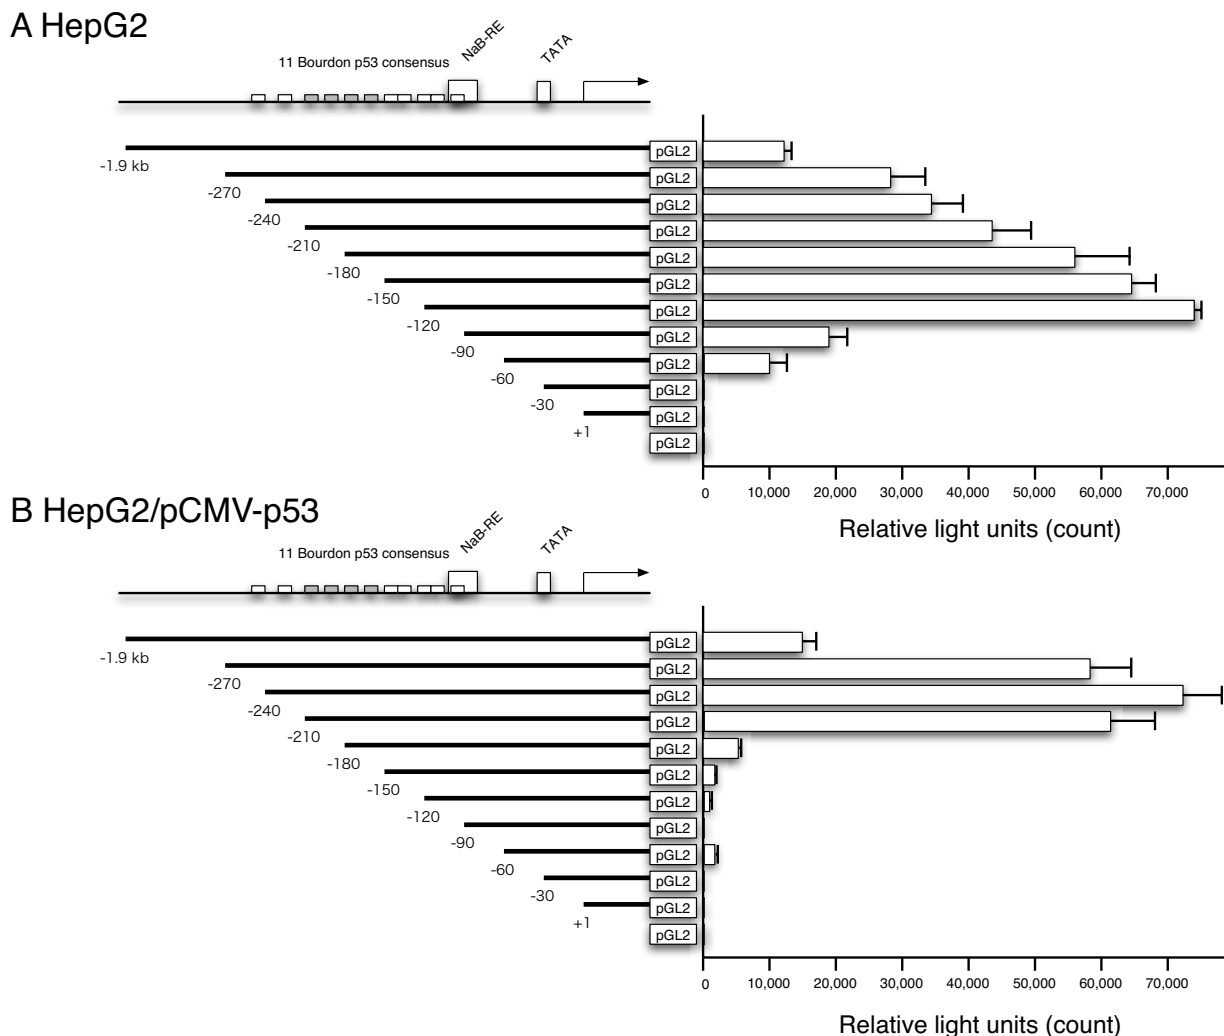 A HepG2
NaB-RE
TATA
11 Bourdon p53 consensus
pGL2
-1.9 kb
pGL2
-270
pGL2
-240
pGL2
-210
pGL2
-180
pGL2
-150
pGL2
-120
pGL2
-90
pGL2
-60
pGL2
-30
pGL2
+1
pGL2
0 10,000 20,000 30,000 40,000 50,000 60,000 70,000
Relative light units (count)
B HepG2/pCMV-p53
NaB-RE
TATA
11 Bourdon p53 consensus
pGL2
-1.9 kb
pGL2
-270
pGL2
-240
pGL2
-210
pGL2
-180
pGL2
-150
pGL2
-120
pGL2
-90
pGL2
-60
pGL2
-30
pGL2
+1
pGL2
0 10,000 20,000 30,000 40,000 50,000 60,000 70,000
Relative light units (count)